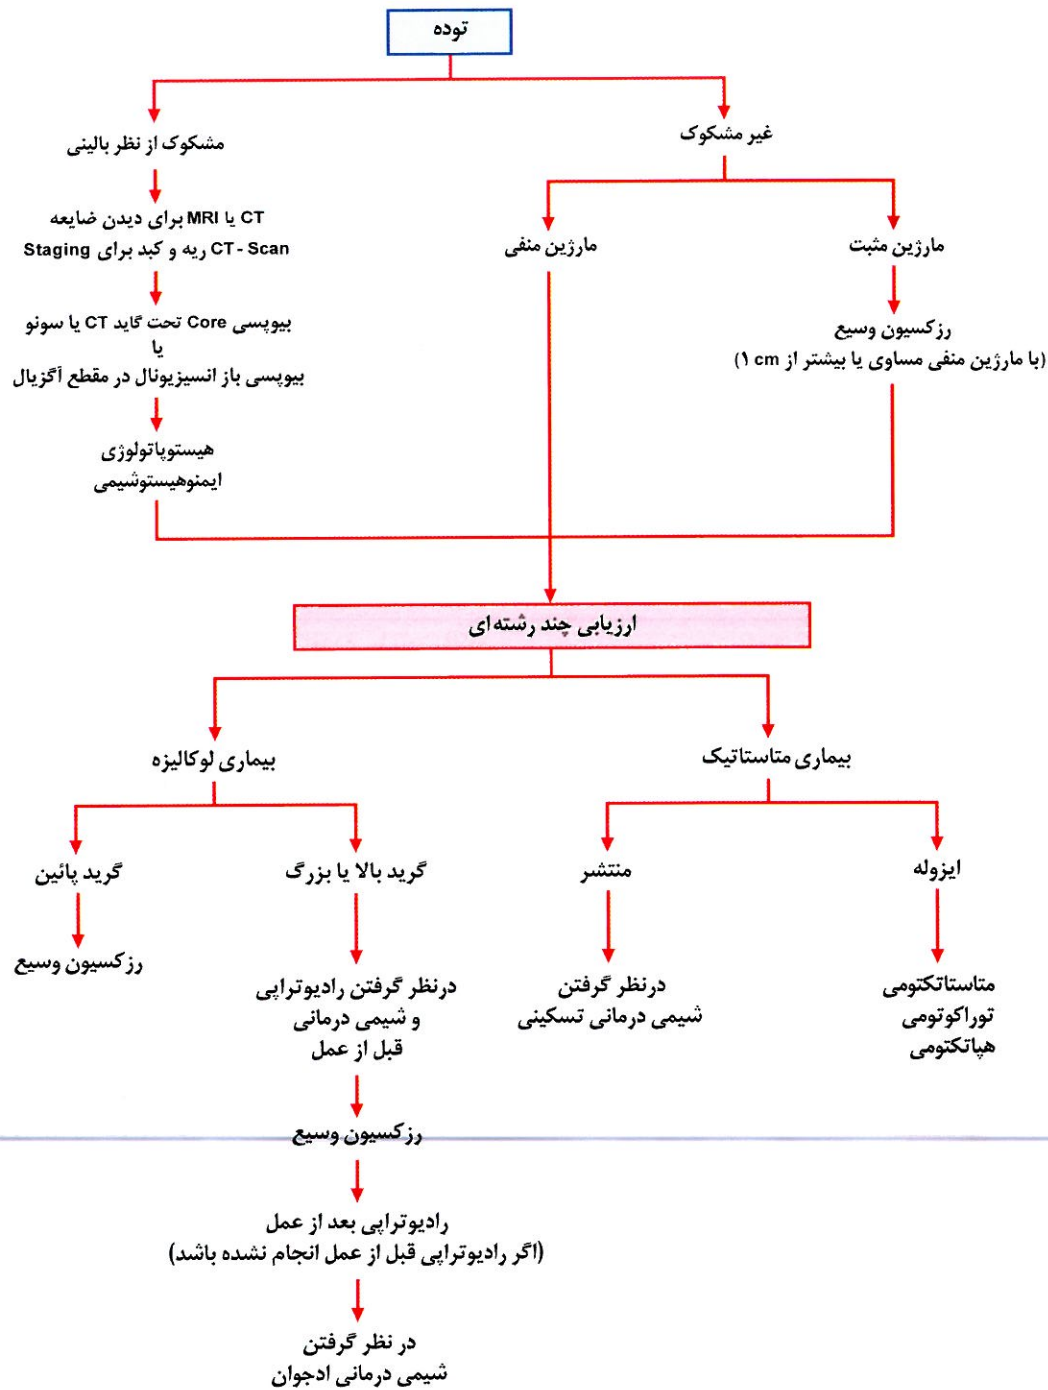 توده
مشکوک از نظر بالینی
غیر مشکوک
CT یا MRI برای دیدن ضایعه
CT - Scan ریه و کبد برای Staging
مارژین منفی
مارژین مثبت
بیوپسی Core تحت گاید CT یا سونو
یا
بیوپسی باز انسیزیونال در مقطع آگزیال
رزکسیون وسیع
(با مارژین منفی مساوی یا بیشتر از ۱ cm)
هیستوپاتولوژی
ایمنوهیستوشیمی
ارزیابی چند رشته‌ای
بیماری لوکالیزه
بیماری متاستاتیک
گرید پائین
گرید بالا یا بزرگ
منتشر
ایزوله
رزکسیون وسیع
درنظر گرفتن رادیوتراپی
و شیمی درمانی
قبل از عمل
درنظر گرفتن
شیمی درمانی تسکینی
متاستاتکتومی
توراکوتومی
هپاتکتومی
رزکسیون وسیع
رادیوتراپی بعد از عمل
(اگر رادیوتراپی قبل از عمل انجام نشده باشد)
در نظر گرفتن
شیمی درمانی ادجوان